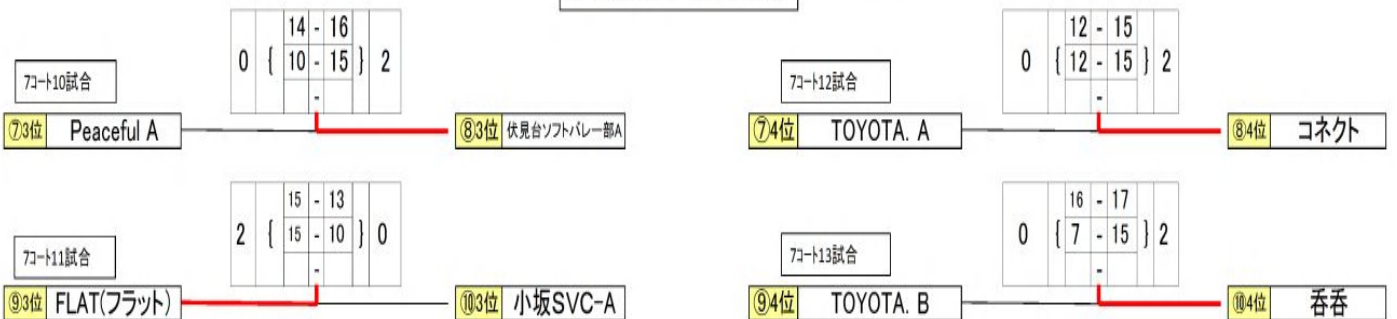 14 - 16
0 { 10 - 15 } 2
-
7コート10試合
⑦3位 Peaceful A
⑧3位 伏見台ソフトバレー部A
12 - 15
0 { 12 - 15 } 2
-
7コート12試合
⑦4位 TOYOTA. A
⑧4位 コネクト
15 - 13
2 { 15 - 10 } 0
-
7コート11試合
⑨3位 FLAT(フラット)
⑩3位 小坂SVC-A
16 - 17
0 { 7 - 15 } 2
-
7コート13試合
⑨4位 TOYOTA. B
⑩4位 呑呑